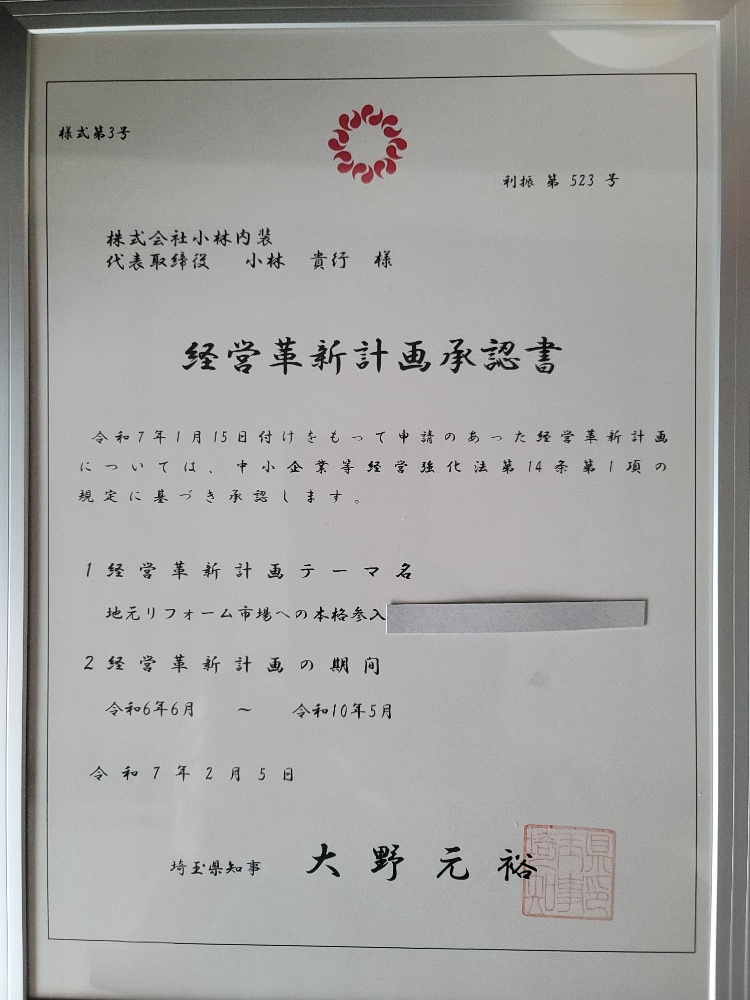 様式第3号
利振 第 523 号
株式会社小林内装
代表取締役 小林 貴行 様
経営革新計画承認書
令和7年1月15日付けをもって申請のあった経営革新計画
については、中小企業等経営強化法第14条第1項の
規定に基づき承認します。
1 経営革新計画テーマ名
地元リフォーム市場への本格参入
2 経営革新計画の期間
令和6年6月 ~ 令和10年5月
令和7年2月5日
埼玉県知事 大野元裕